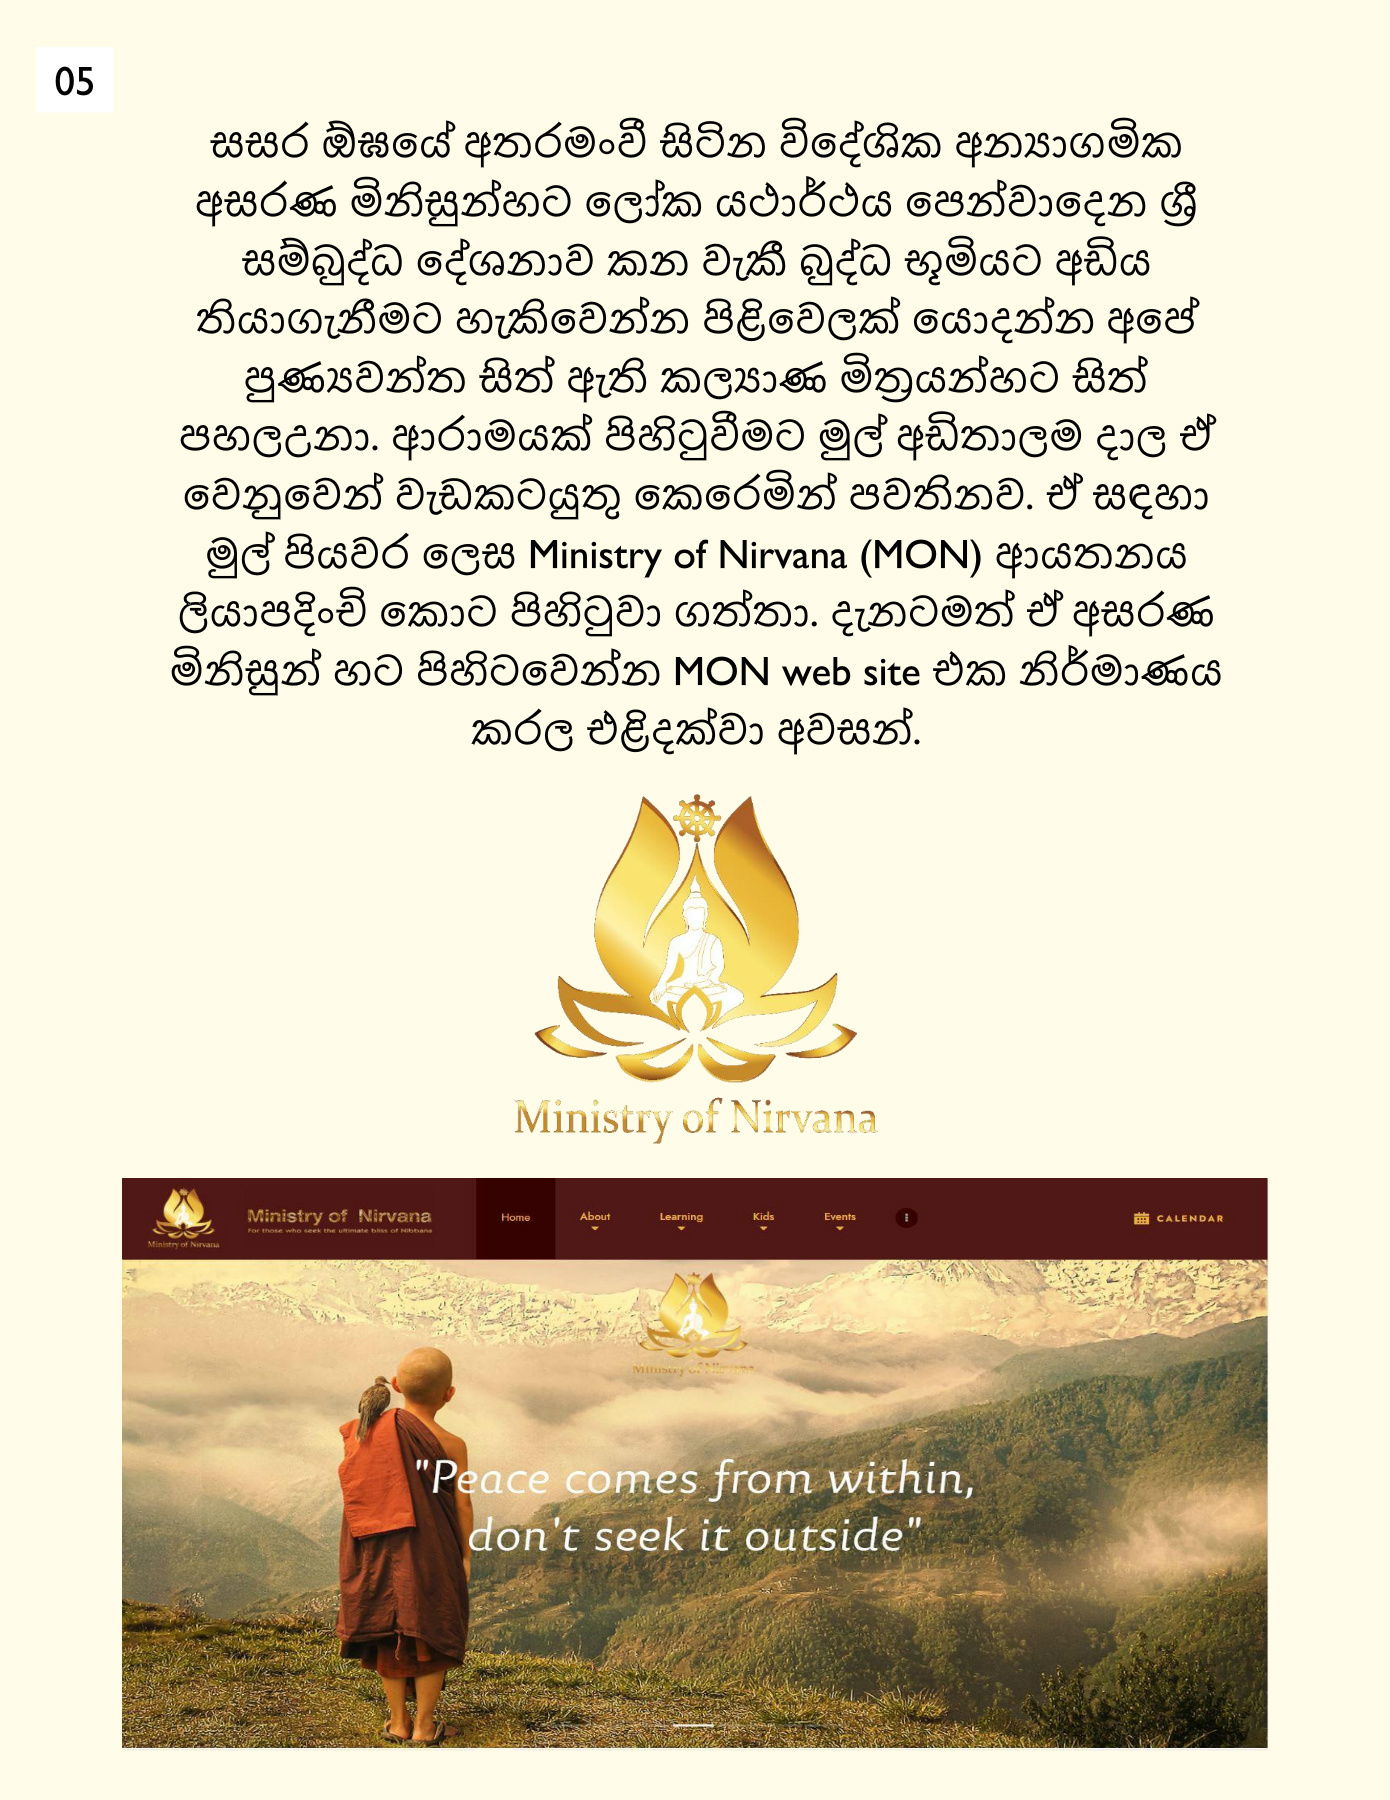 05
සසර ඕඝයේ අතරමංවී සිටින විදේශික අන්‍යාගමික
අසරණ මිනිසුන්හට ලෝක යථාර්ථය පෙන්වාදෙන ශ්‍රී
සම්බුද්ධ දේශනාව කන වැකී බුද්ධ භූමියට අඩිය
තියාගැනීමට හැකිවෙන්න පිළිවෙලක් යොදන්න අපේ
පුණ්‍යවන්ත සිත් ඇති කල්‍යාණ මිත්‍රයන්හට සිත්
පහලඋනා. ආරාමයක් පිහිටුවීමට මුල් අඩිතාලම දාල ඒ
වෙනුවෙන් වැඩකටයුතු කෙරෙමින් පවතිනව. ඒ සඳහා
මුල් පියවර ලෙස Ministry of Nirvana (MON) ආයතනය
ලියාපදිංචි කොට පිහිටුවා ගත්තා. දැනටමත් ඒ අසරණ
මිනිසුන් හට පිහිටවෙන්න MON web site එක නිර්මාණය
කරල එළිදක්වා අවසන්.
Ministry of Nirvana
Ministry of Nirvana
Ministry of Nirvana
For those who seek the ultimate bliss of Nibbana
Home About Learning Kids Events CALENDAR
Ministry of Nirvana
"Peace comes from within,
don't seek it outside"